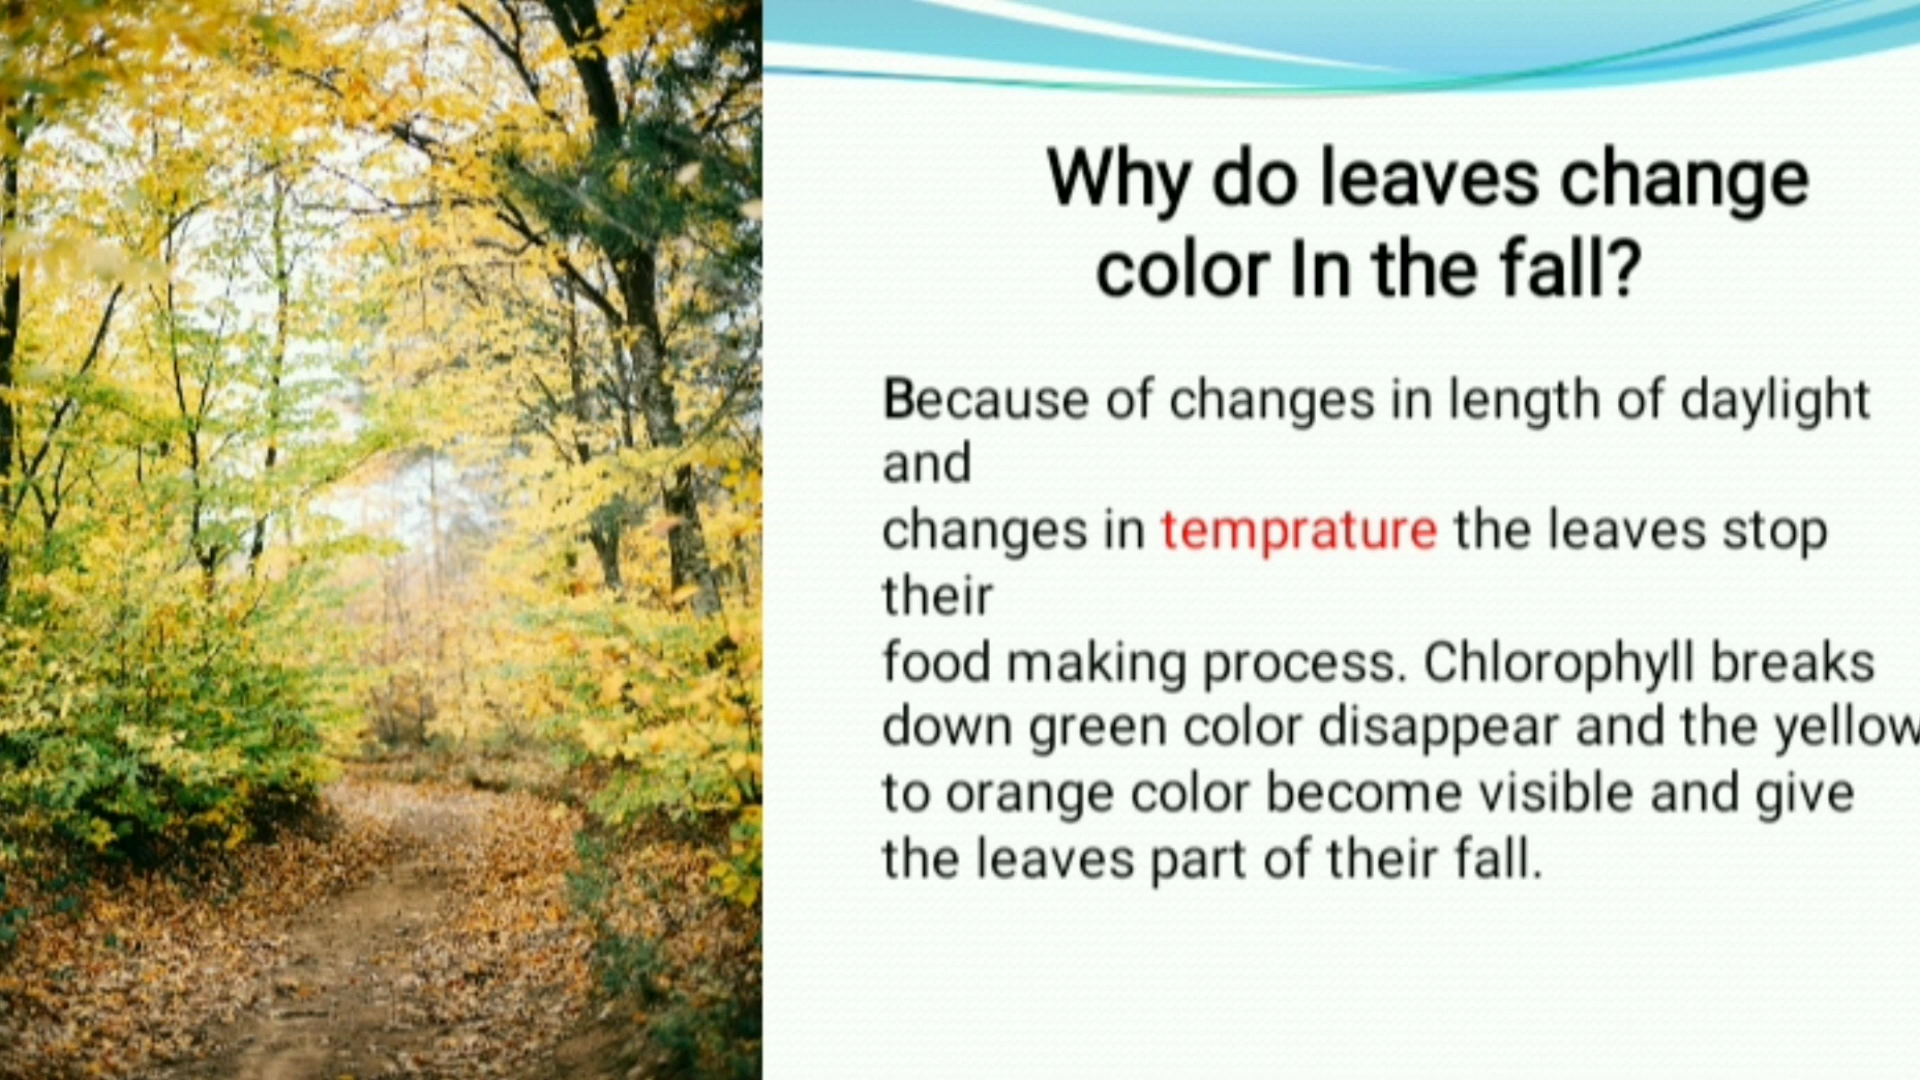 Why do leaves change
color In the fall?
Because of changes in length of daylight
and
changes in temprature the leaves stop
their
food making process. Chlorophyll breaks
down green color disappear and the yellow
to orange color become visible and give
the leaves part of their fall.